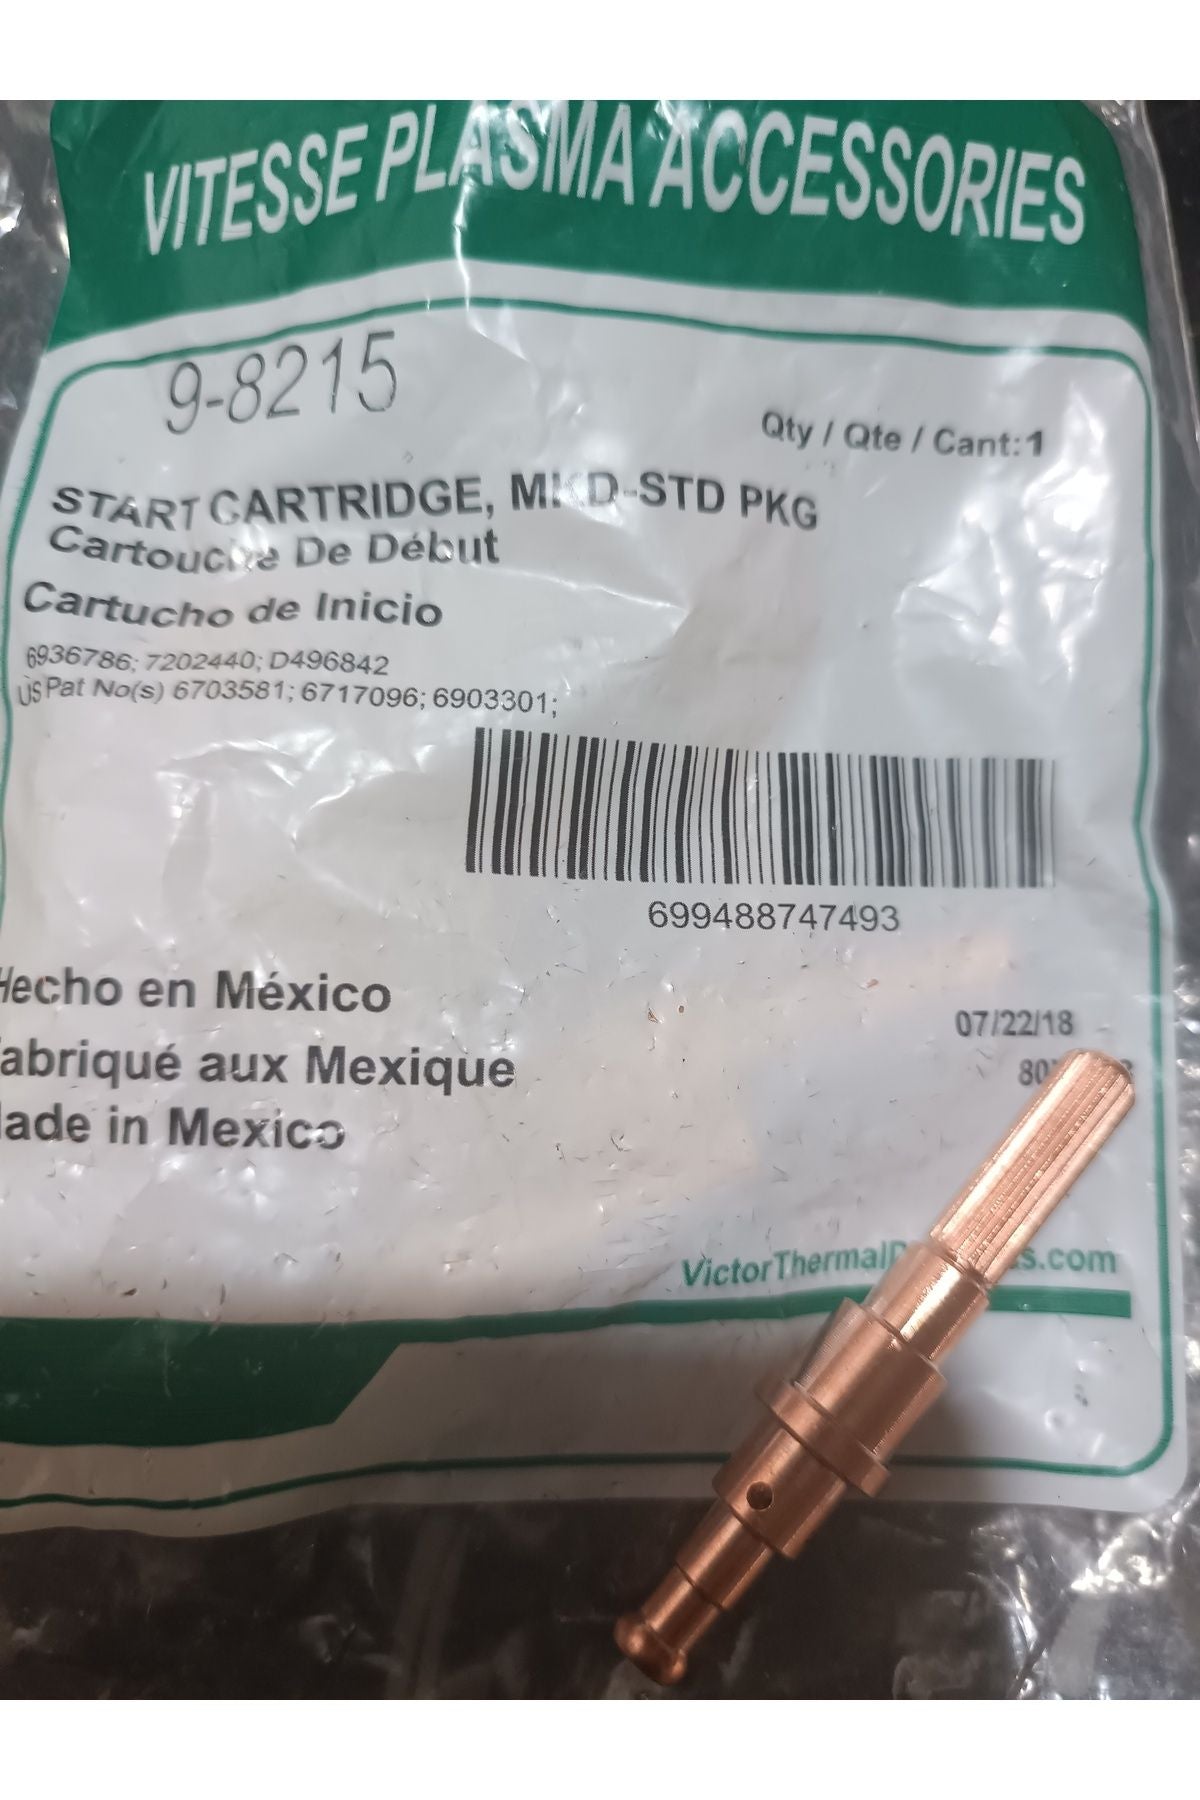 VITESSE PLASMA ACCESSORIES
9-8215
Qty / Qte / Cant:1
START CARTRIDGE, MKD-STD PKG
Cartouche De Début
Cartucho de Inicio
6936786; 7202440; D496842
US Pat No(s) 6703581; 6717096; 6903301;
699488747493
Hecho en México
07/22/18
abriqué aux Mexique
ade in Mexico